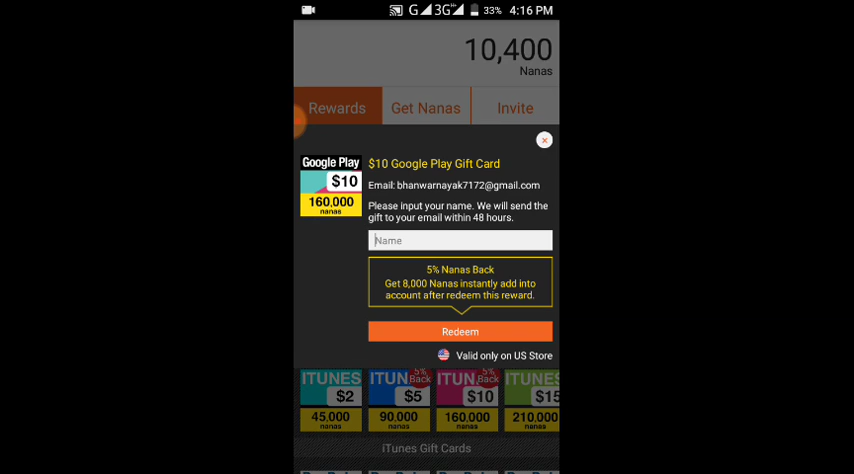 G 3G 33% 4:16 PM
10,400
Nanas
Rewards Get Nanas Invite
Google Play
$10
160,000
nanas
$10 Google Play Gift Card
Email: bhanwarnayak7172@gmail.com
Please input your name. We will send the
gift to your email within 48 hours.
Name
5% Nanas Back
Get 8,000 Nanas instantly add into
account after redeem this reward.
Redeem
Valid only on US Store
ITUNES ITUN ITUN ITUNES
5% Back 5% Back
$2 $5 $10 $15
45,000 90,000 160,000 210,000
nanas nanas nanas nanas
iTunes Gift Cards